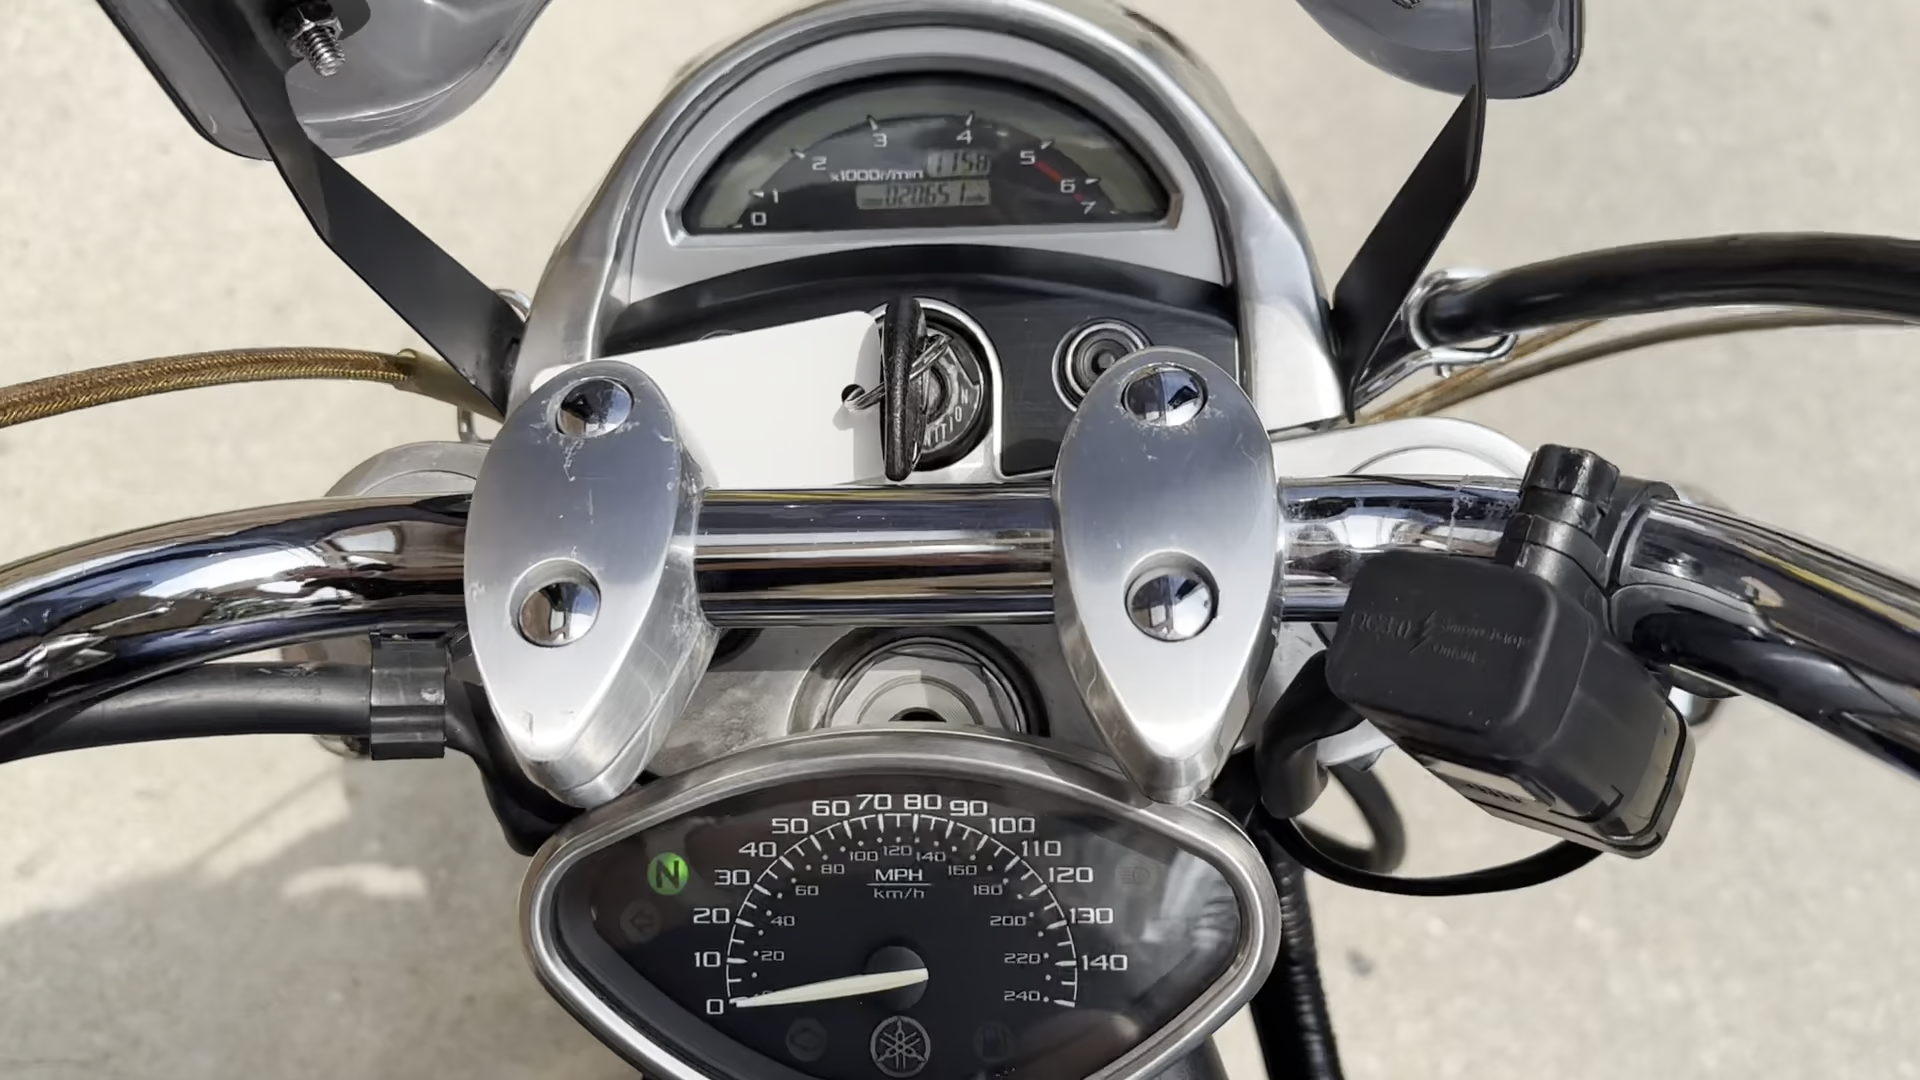 0 1 2 3 4 5 6 7
x1000r/min
1158
020651
QC3.0
N
0 10 20 30 40 50 60 70 80 90 100 110 120 130 140
20 40 60 80 100 120 140 160 180 200 220 240
MPH
km/h